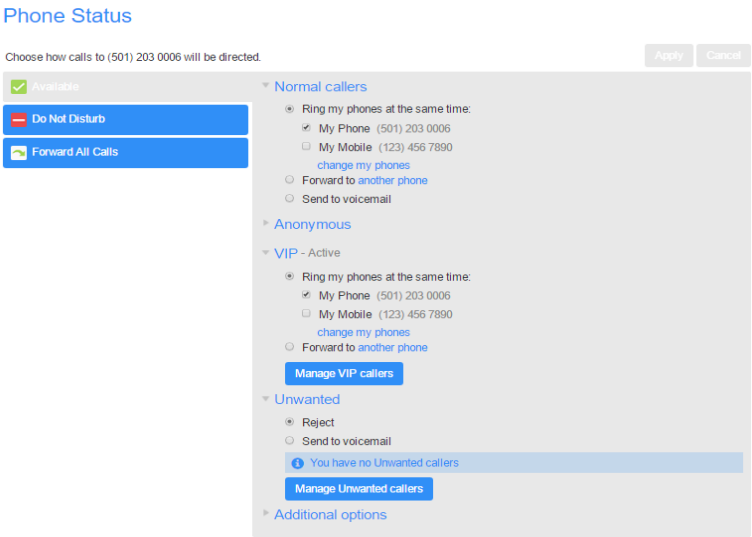 Phone Status
Choose how calls to (501) 203 0006 will be directed.
Apply Cancel
Available
Do Not Disturb
Forward All Calls
Normal callers
Ring my phones at the same time:
My Phone (501) 203 0006
My Mobile (123) 456 7890
change my phones
Forward to another phone
Send to voicemail
Anonymous
VIP - Active
Ring my phones at the same time:
My Phone (501) 203 0006
My Mobile (123) 456 7890
change my phones
Forward to another phone
Manage VIP callers
Unwanted
Reject
Send to voicemail
You have no Unwanted callers
Manage Unwanted callers
Additional options